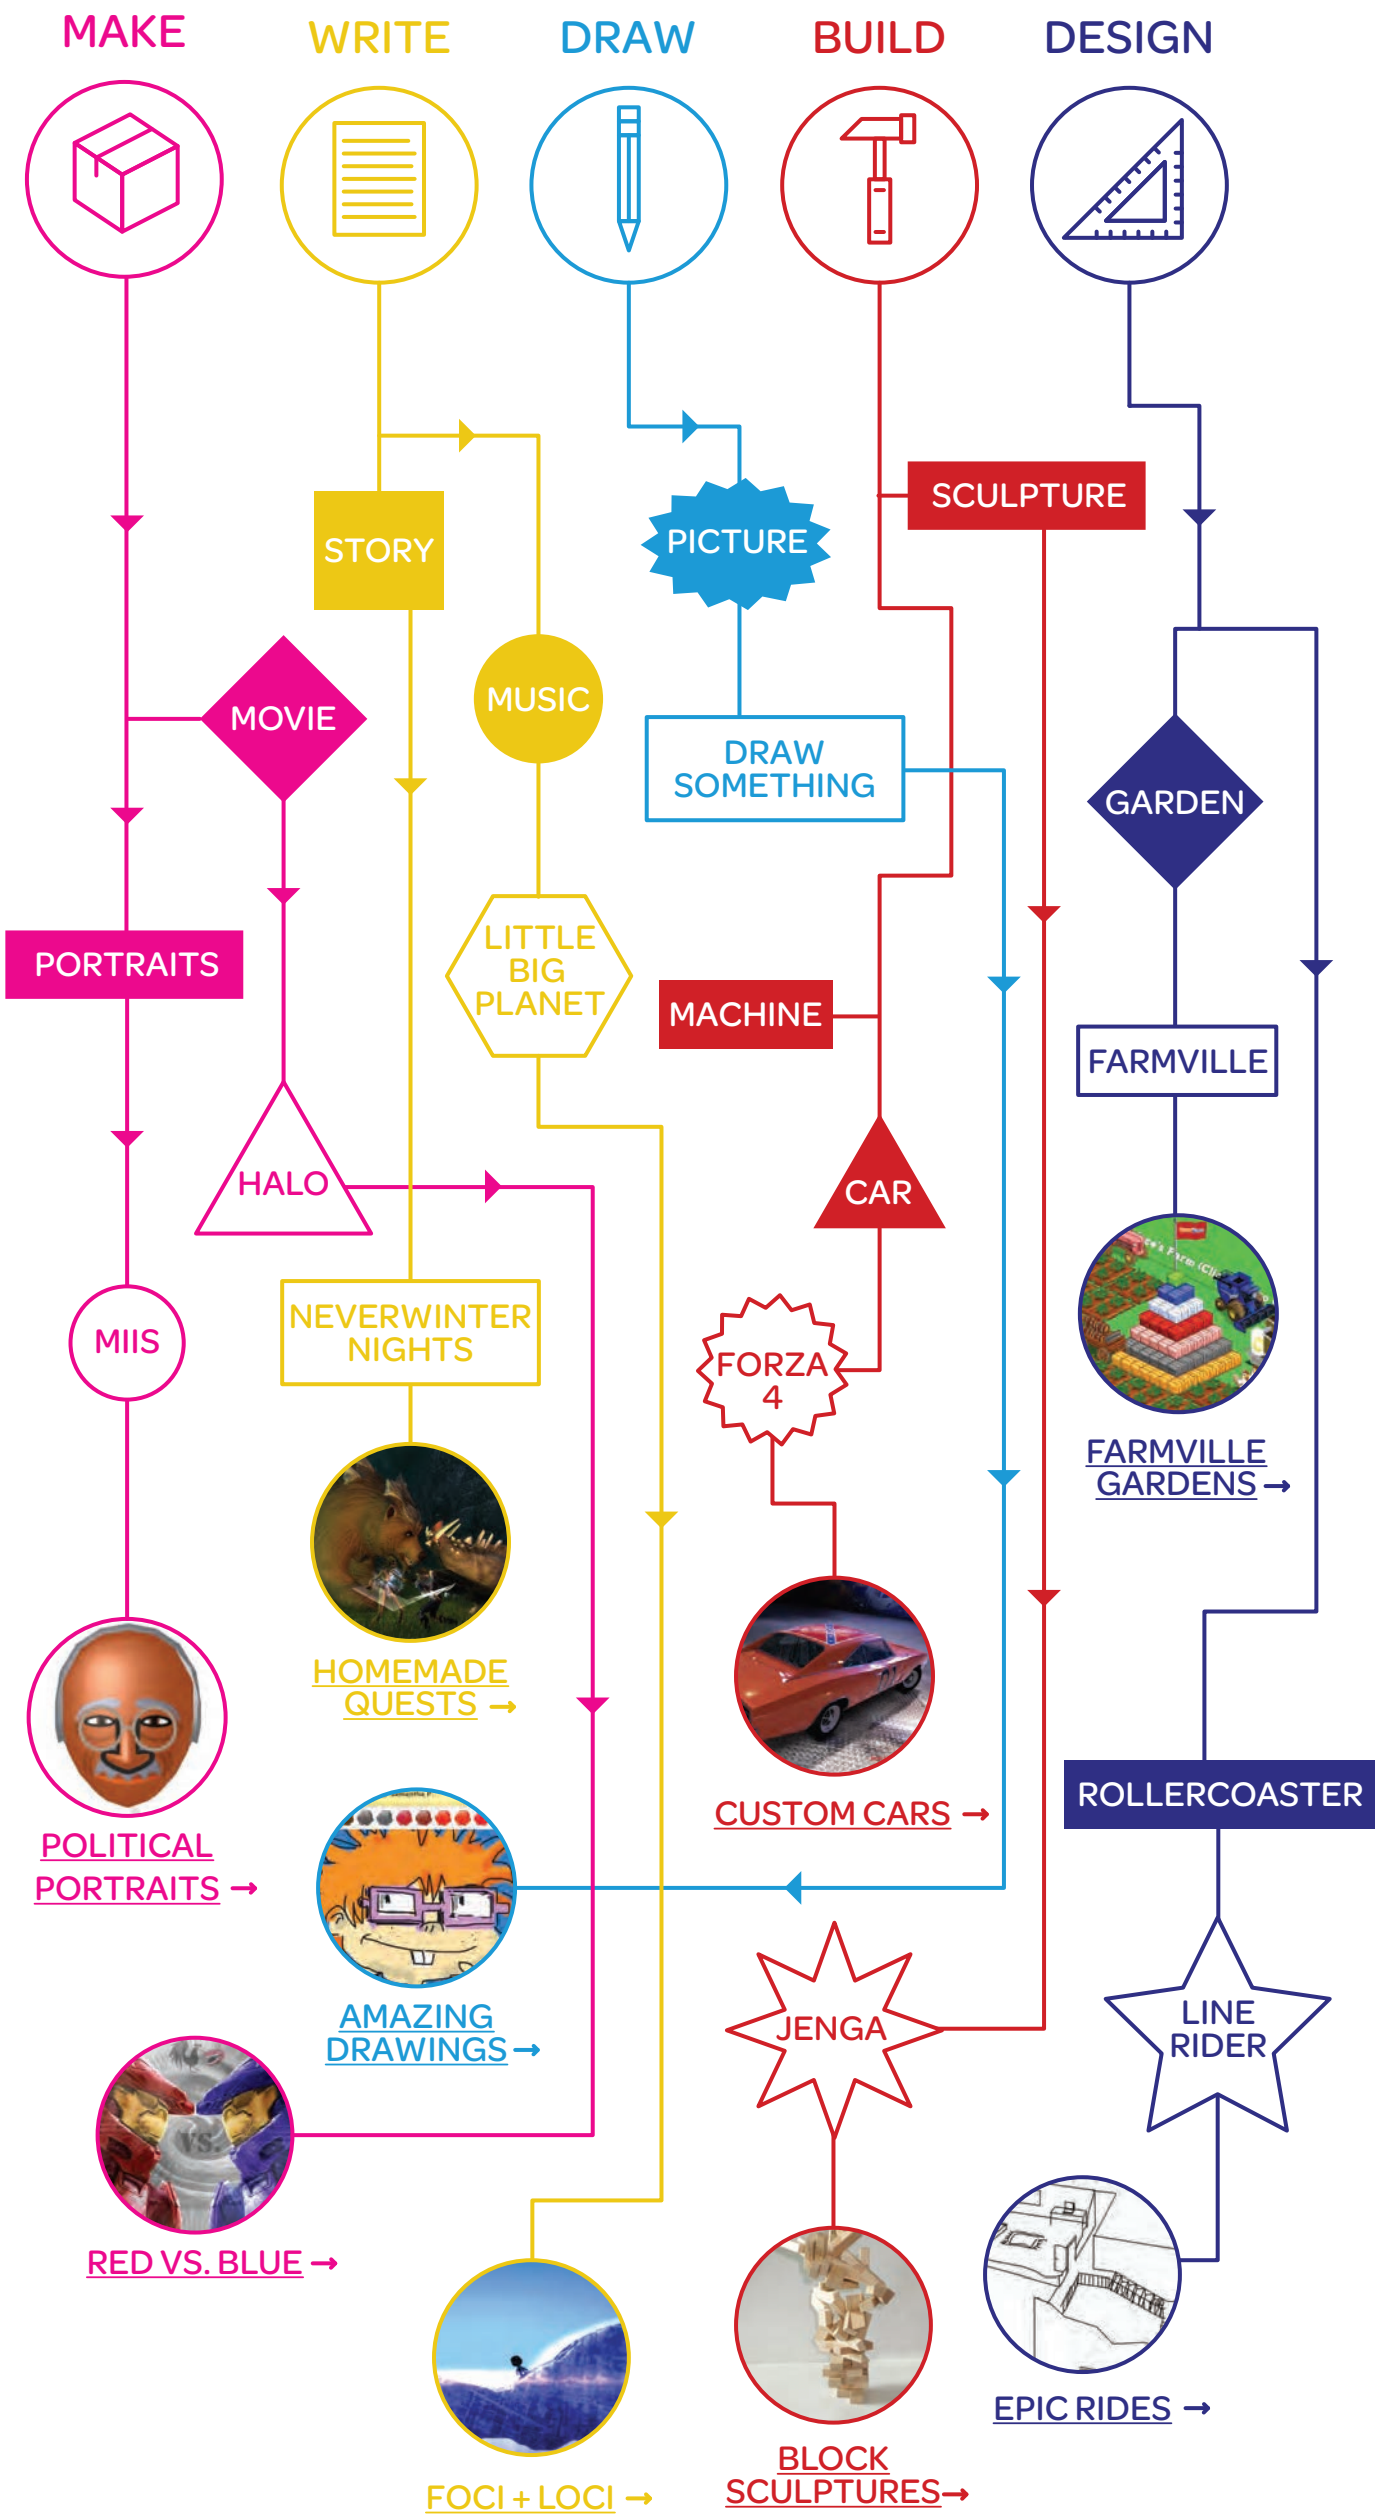 MAKE
WRITE
DRAW
BUILD
DESIGN
SCULPTURE
STORY
PICTURE
MUSIC
MOVIE
DRAW
SOMETHING
GARDEN
PORTRAITS
LITTLE
BIG
PLANET
MACHINE
FARMVILLE
HALO
CAR
MIIS
NEVERWINTER
NIGHTS
FORZA
4
FARMVILLE
GARDENS →
HOMEMADE
QUESTS →
CUSTOM CARS →
ROLLERCOASTER
POLITICAL
PORTRAITS →
AMAZING
DRAWINGS →
JENGA
LINE
RIDER
VS.
RED VS. BLUE →
EPIC RIDES →
BLOCK
SCULPTURES→
FOCI + LOCI →